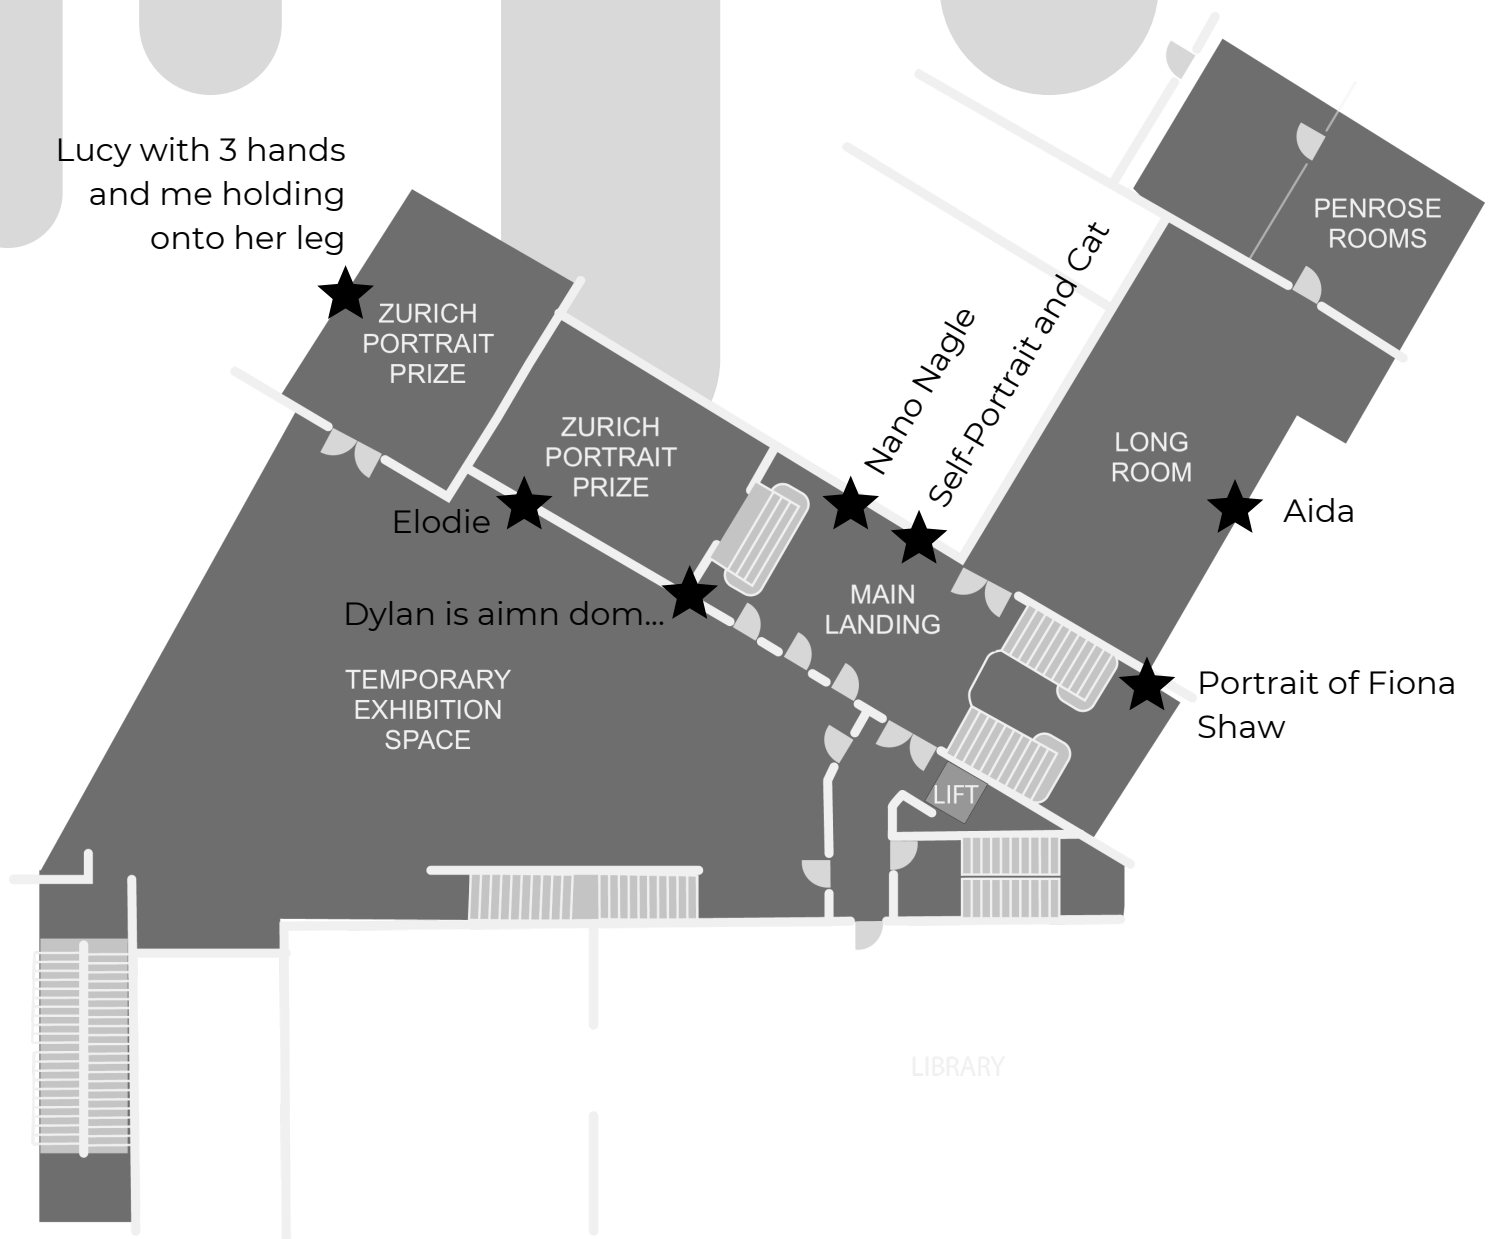 Lucy with 3 hands
and me holding
onto her leg
ZURICH
PORTRAIT
PRIZE
ZURICH
PORTRAIT
PRIZE
Elodie
Dylan is aimn dom...
Nano Nagle
Self-Portrait and Cat
PENROSE
ROOMS
LONG
ROOM
Aida
MAIN
LANDING
Portrait of Fiona
Shaw
TEMPORARY
EXHIBITION
SPACE
LIFT
LIBRARY